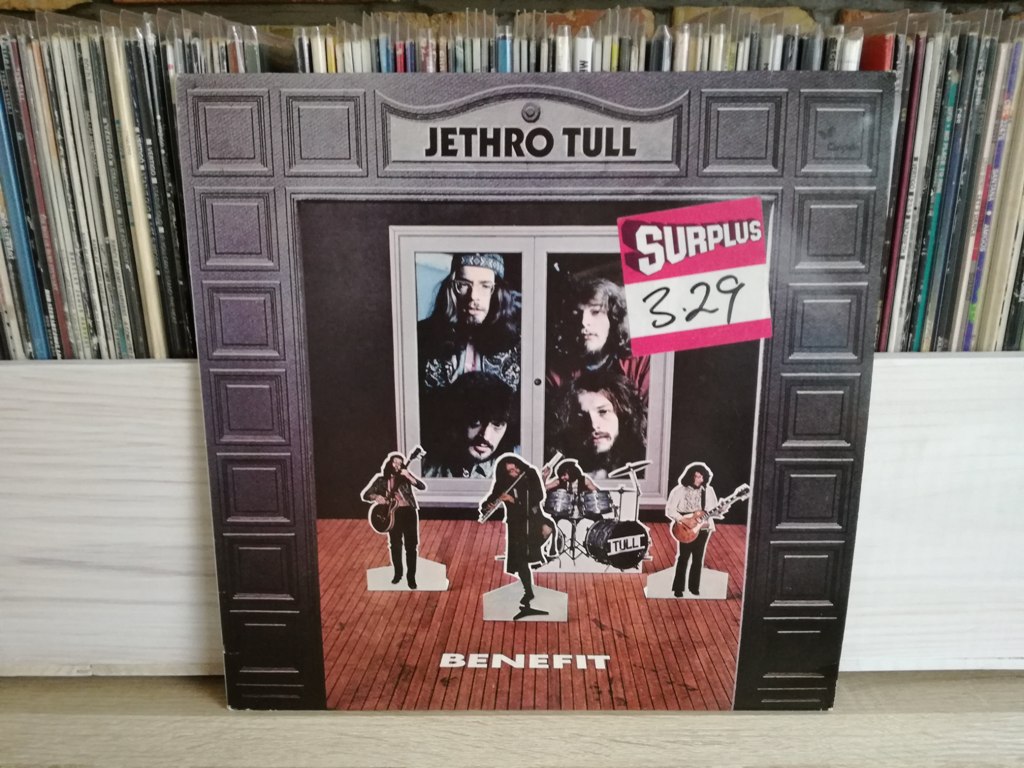 JETHRO TULL
SURPLUS
3.29
TULL
BENEFIT